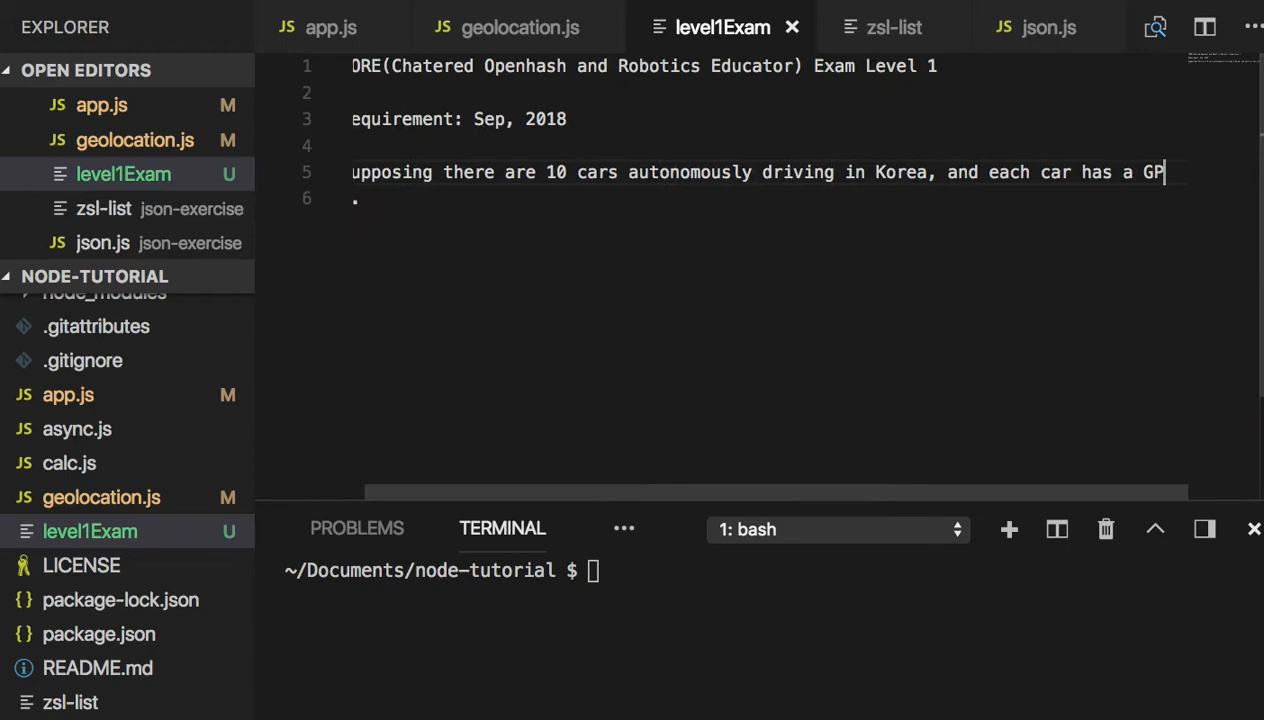 EXPLORER
JS app.js
JS geolocation.js
level1Exam
zsl-list
JS json.js
OPEN EDITORS
JS app.js M
JS geolocation.js M
level1Exam U
zsl-list json-exercise
JS json.js json-exercise
NODE-TUTORIAL
node_modules
.gitattributes
.gitignore
JS app.js M
JS async.js
JS calc.js
JS geolocation.js M
level1Exam U
LICENSE
{} package-lock.json
{} package.json
README.md
zsl-list
1 ORE(Chatered Openhash and Robotics Educator) Exam Level 1
2
3 equirement: Sep, 2018
4
5 upposing there are 10 cars autonomously driving in Korea, and each car has a GP
6 .
PROBLEMS TERMINAL ••• 1: bash
~/Documents/node-tutorial $